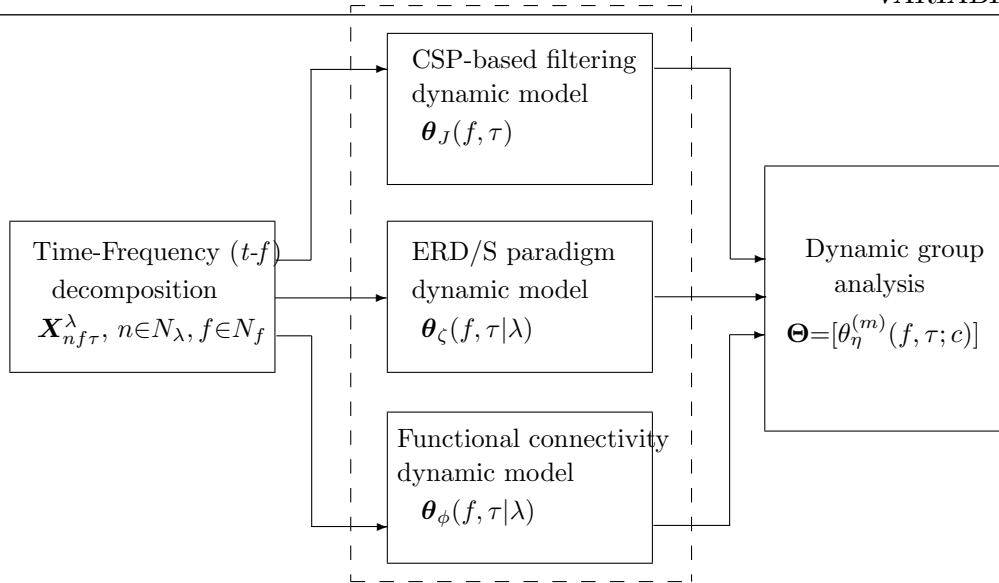 CSP-based filtering
dynamic model
θ_J(f, τ)
Time-Frequency (t-f)
decomposition
X^λ_{nfτ}, n∈N_λ, f∈N_f
ERD/S paradigm
dynamic model
θ_ζ(f, τ|λ)
Functional connectivity
dynamic model
θ_ϕ(f, τ|λ)
Dynamic group
analysis
Θ=[θ_η^{(m)}(f, τ; c)]